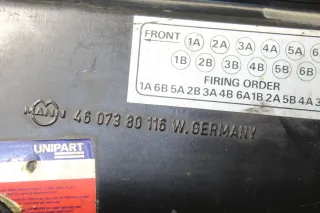 FRONT 1A 2A 3A 4A 5A 6
1B 2B 3B 4B 5B 6B
FIRING ORDER
1A 6B 5A 2B 3A 4B 6A 1B 2A 5B 4A 3
MANN 46 073 80 116 W. GERMANY
UNIPART